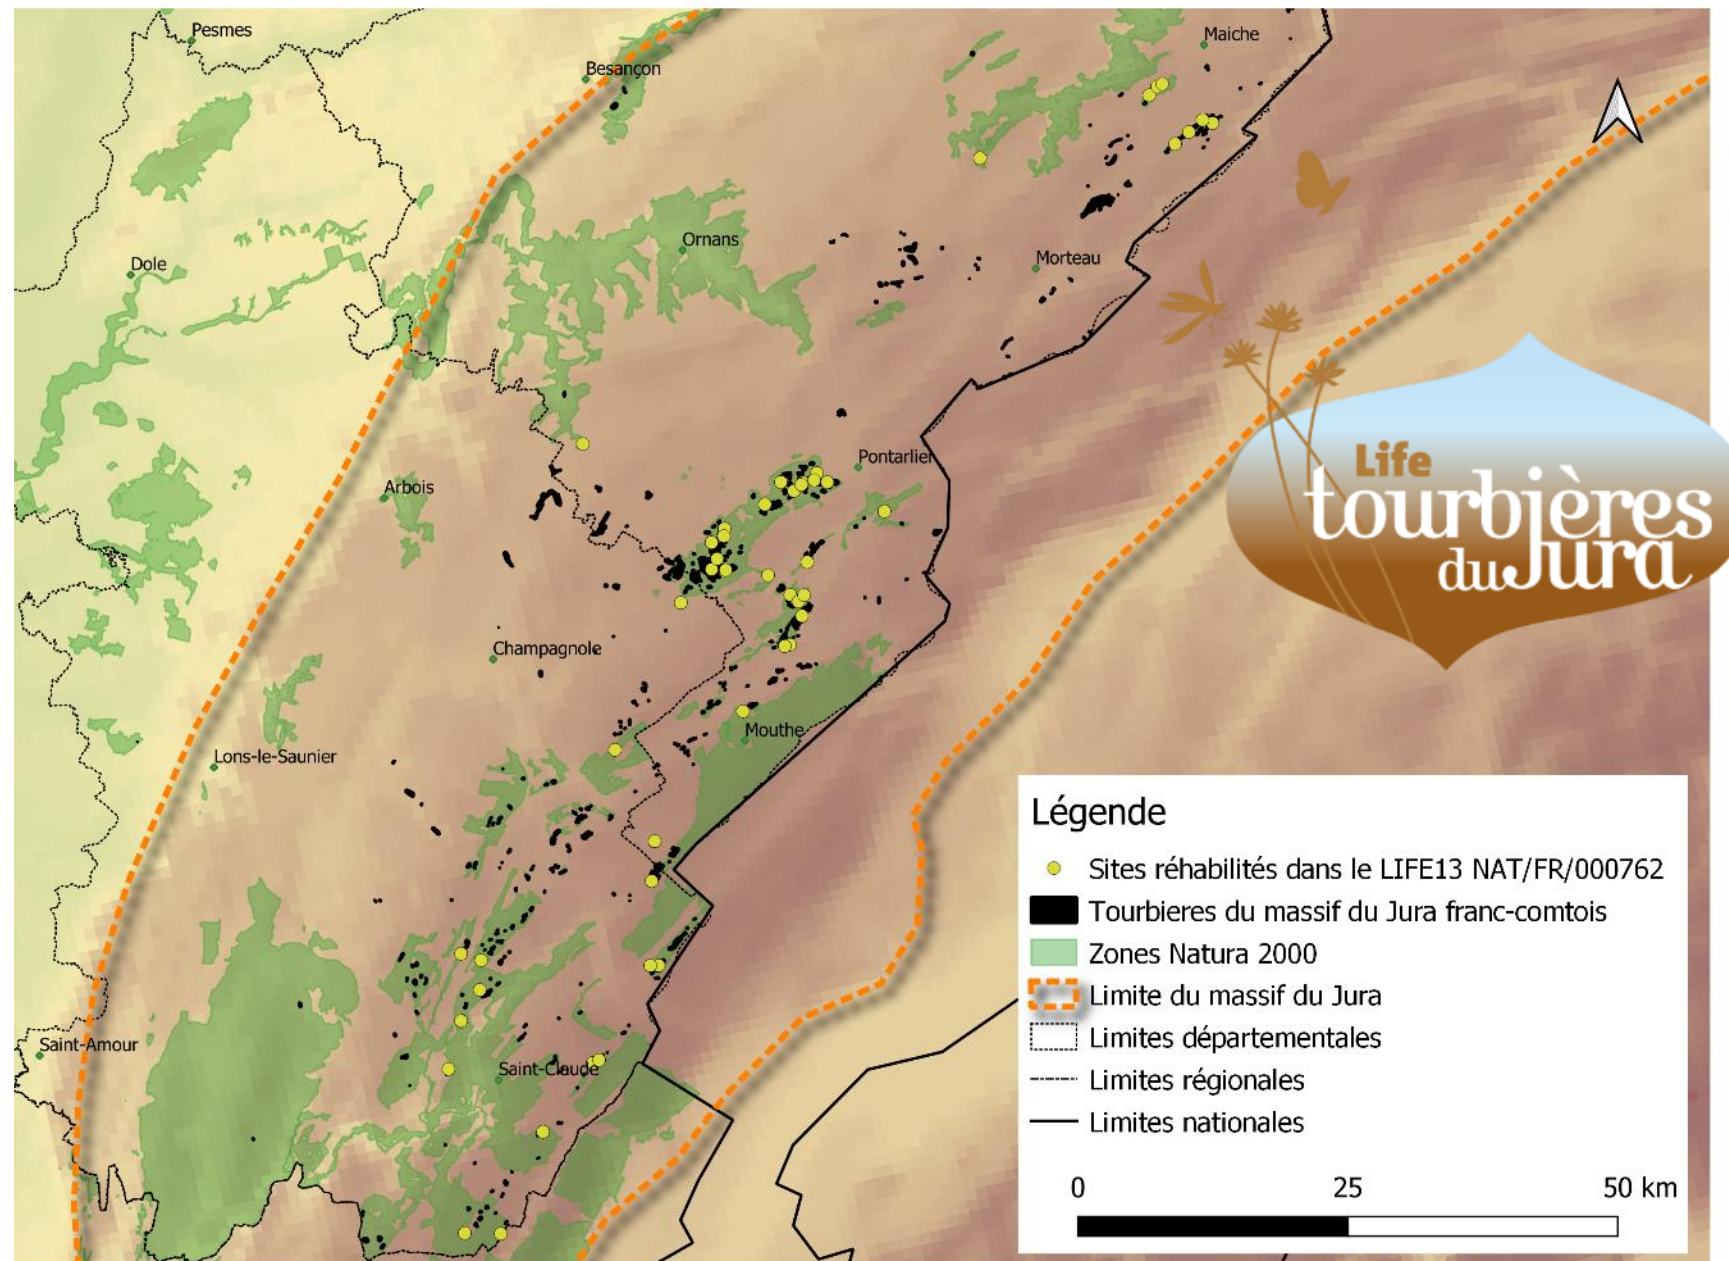 Pesmes
Maiche
Besançon
Ornans
Dole
Morteau
Pontarlier
Arbois
Life
tourbières
du Jura
Champagnole
Mouthe
Lons-le-Saunier
Saint-Amour
Saint-Claude
Légende
Sites réhabilités dans le LIFE13 NAT/FR/000762
Tourbieres du massif du Jura franc-comtois
Zones Natura 2000
Limite du massif du Jura
Limites départementales
Limites régionales
Limites nationales
0 25 50 km